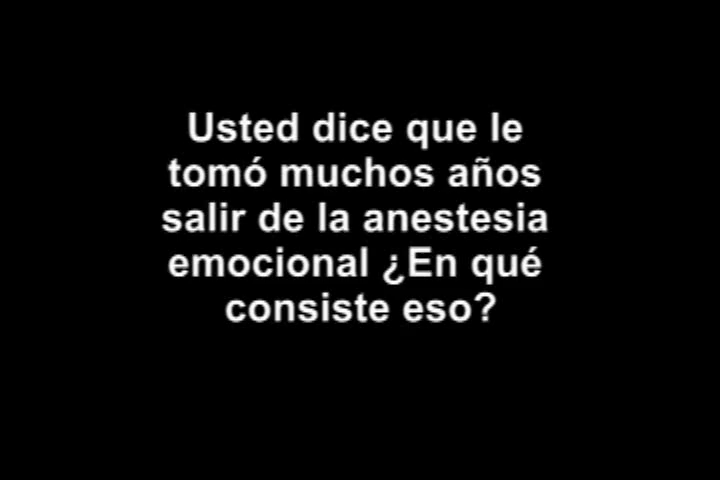 Usted dice que le
tomó muchos años
salir de la anestesia
emocional ¿En qué
consiste eso?